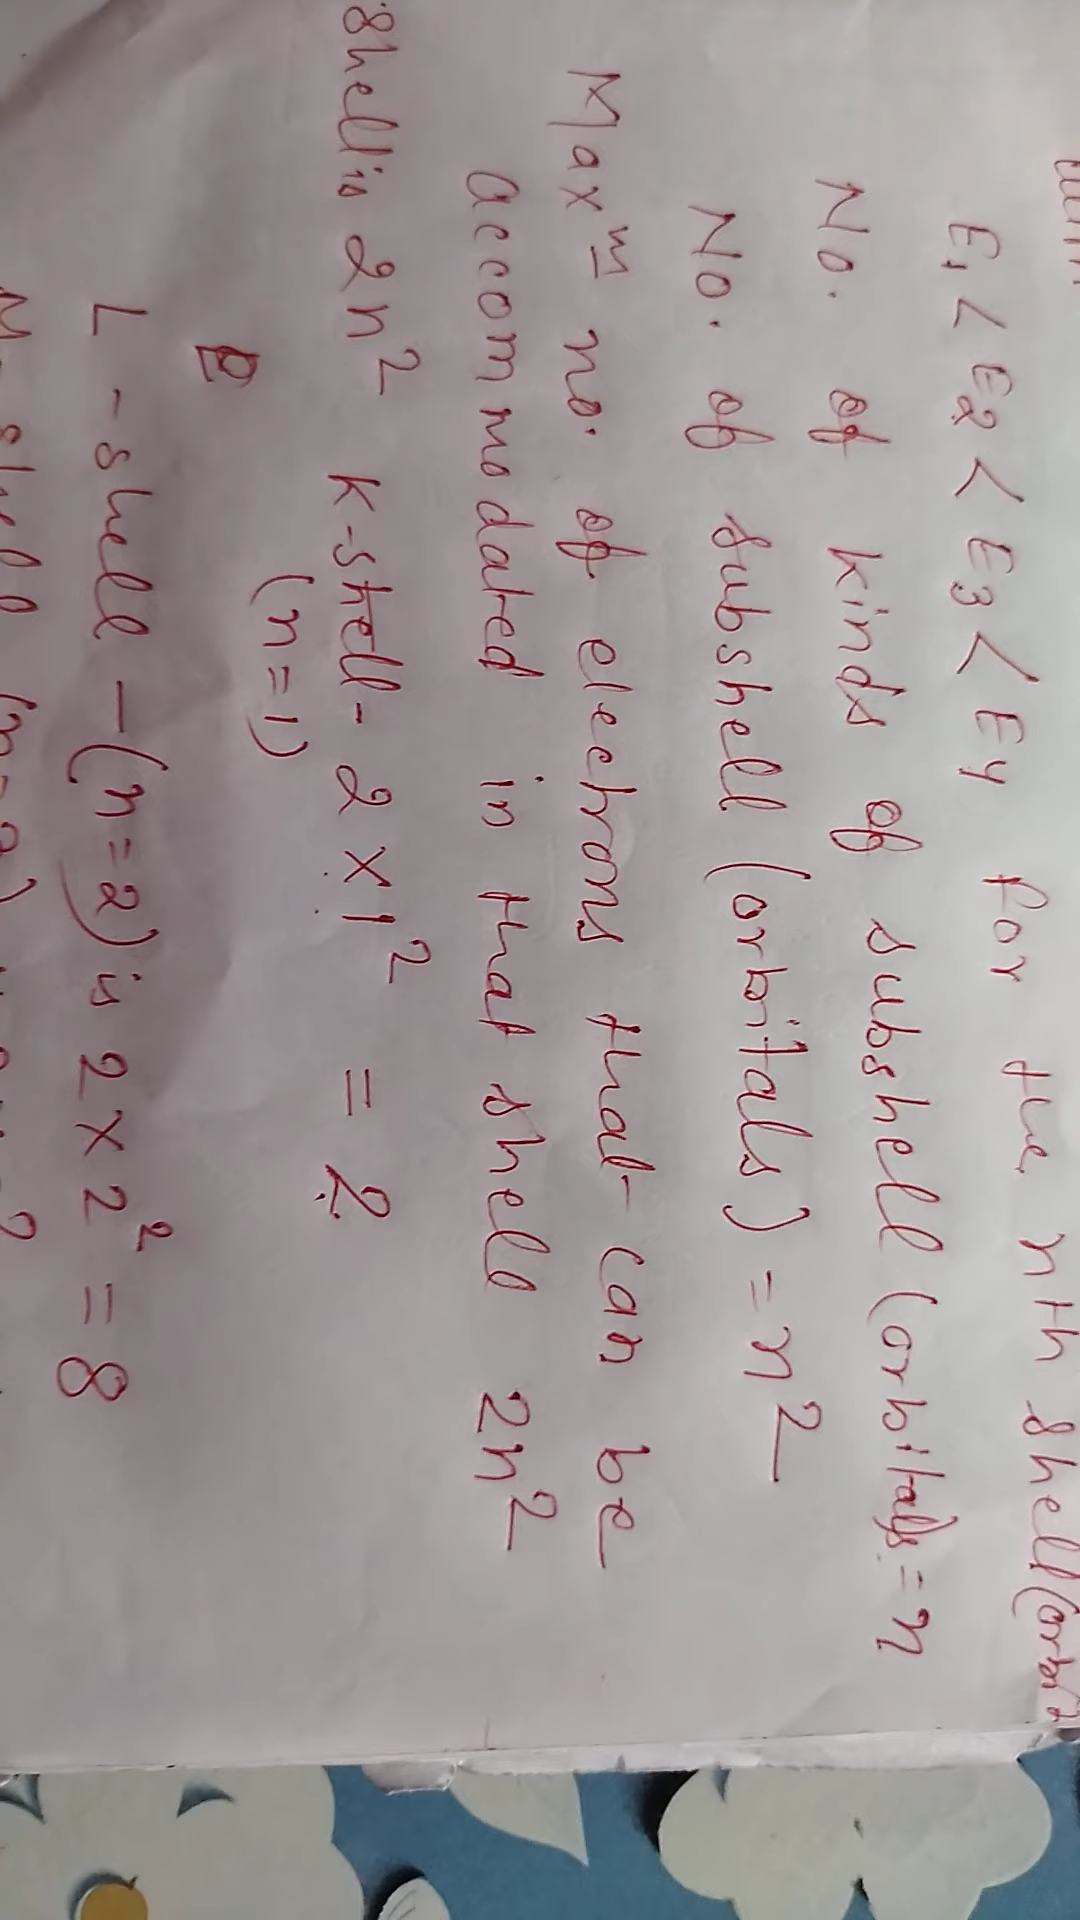 E1 < E2 < E3 < E4 For the nth shell (orbi
No. of kinds of subshell (orbitals = n
No. of subshell (orbitals) = n²
Maxᵐ no. of electrons that can be
accommodated in that shell 2n²
shell is 2n² K-shell - 2 × 1² = 2
(n=1)
L - shell - (n=2) is 2 × 2² = 8